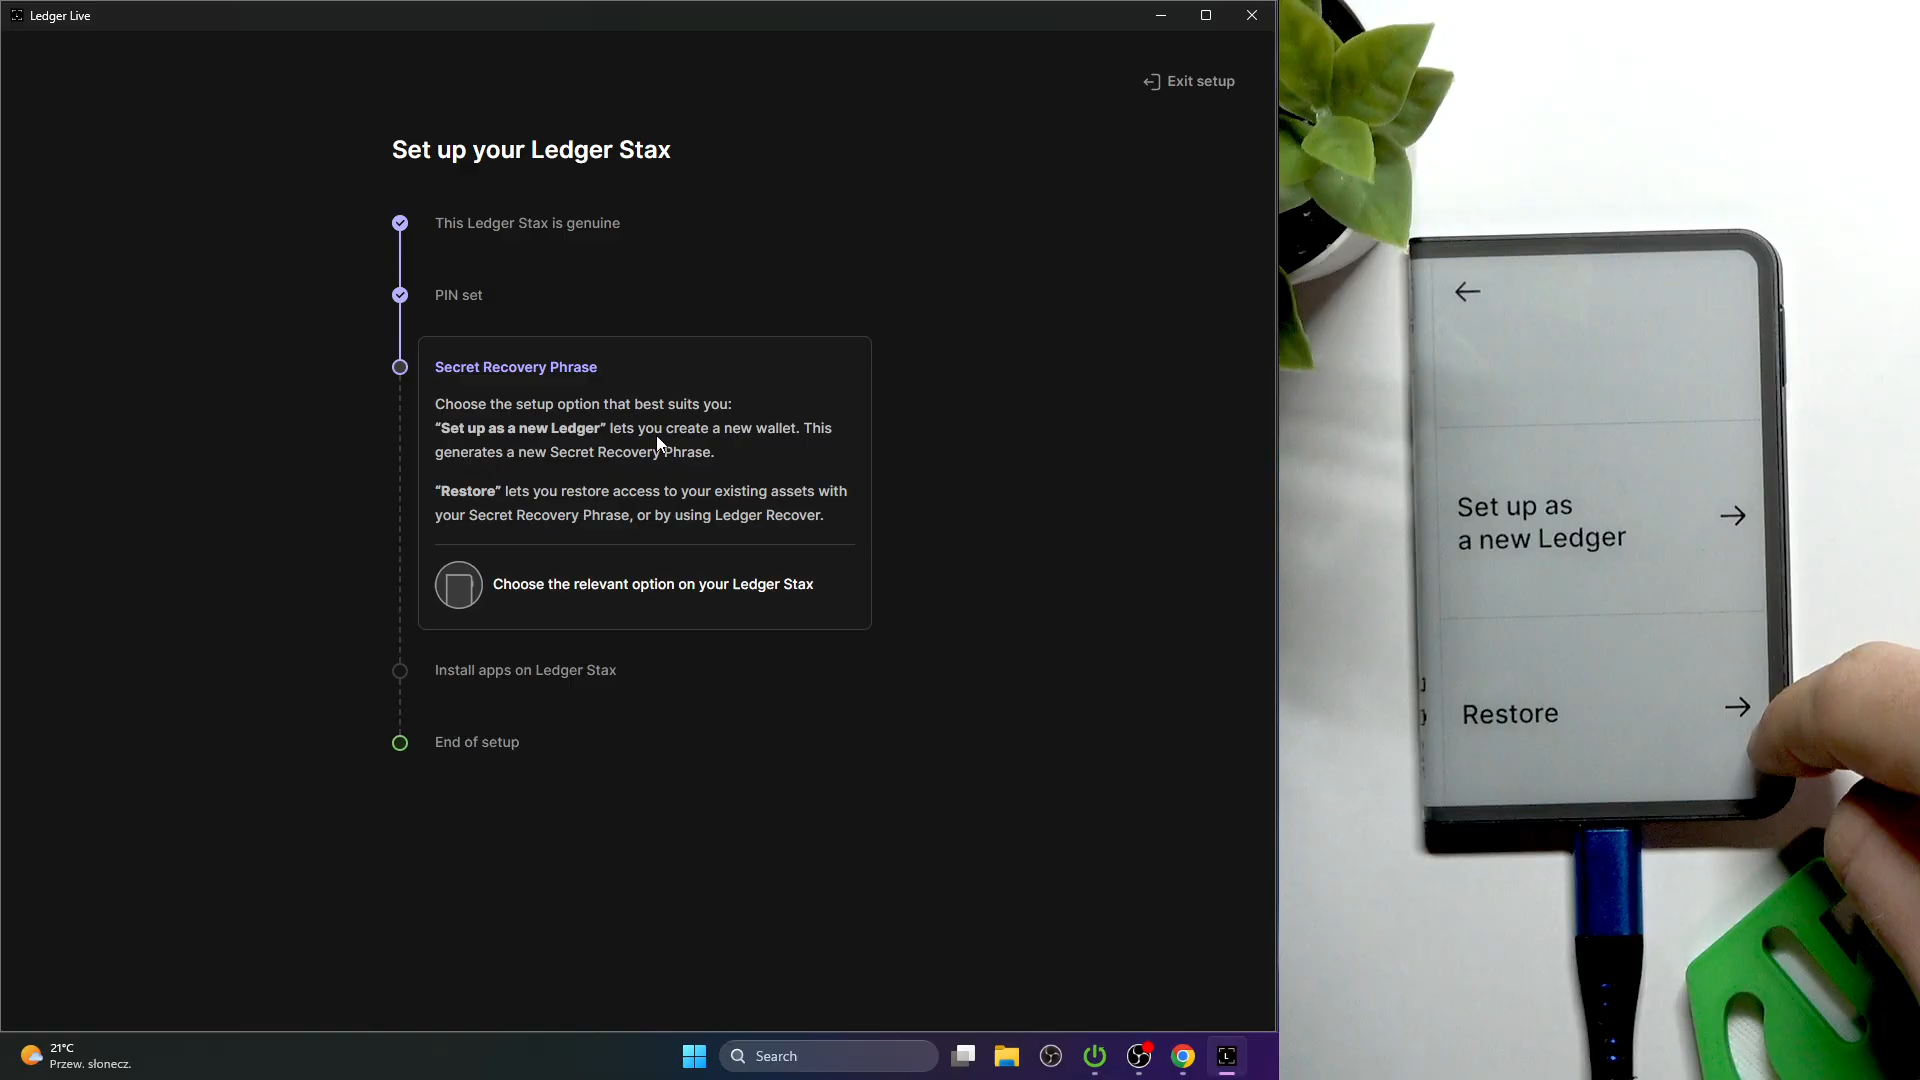 Ledger Live
Exit setup
Set up your Ledger Stax
This Ledger Stax is genuine
PIN set
Secret Recovery Phrase
Choose the setup option that best suits you:
“Set up as a new Ledger” lets you create a new wallet. This
generates a new Secret Recovery Phrase.
“Restore” lets you restore access to your existing assets with
your Secret Recovery Phrase, or by using Ledger Recover.
Choose the relevant option on your Ledger Stax
Install apps on Ledger Stax
End of setup
21°C
Przew. słonecz.
Search
Set up as
a new Ledger
Restore